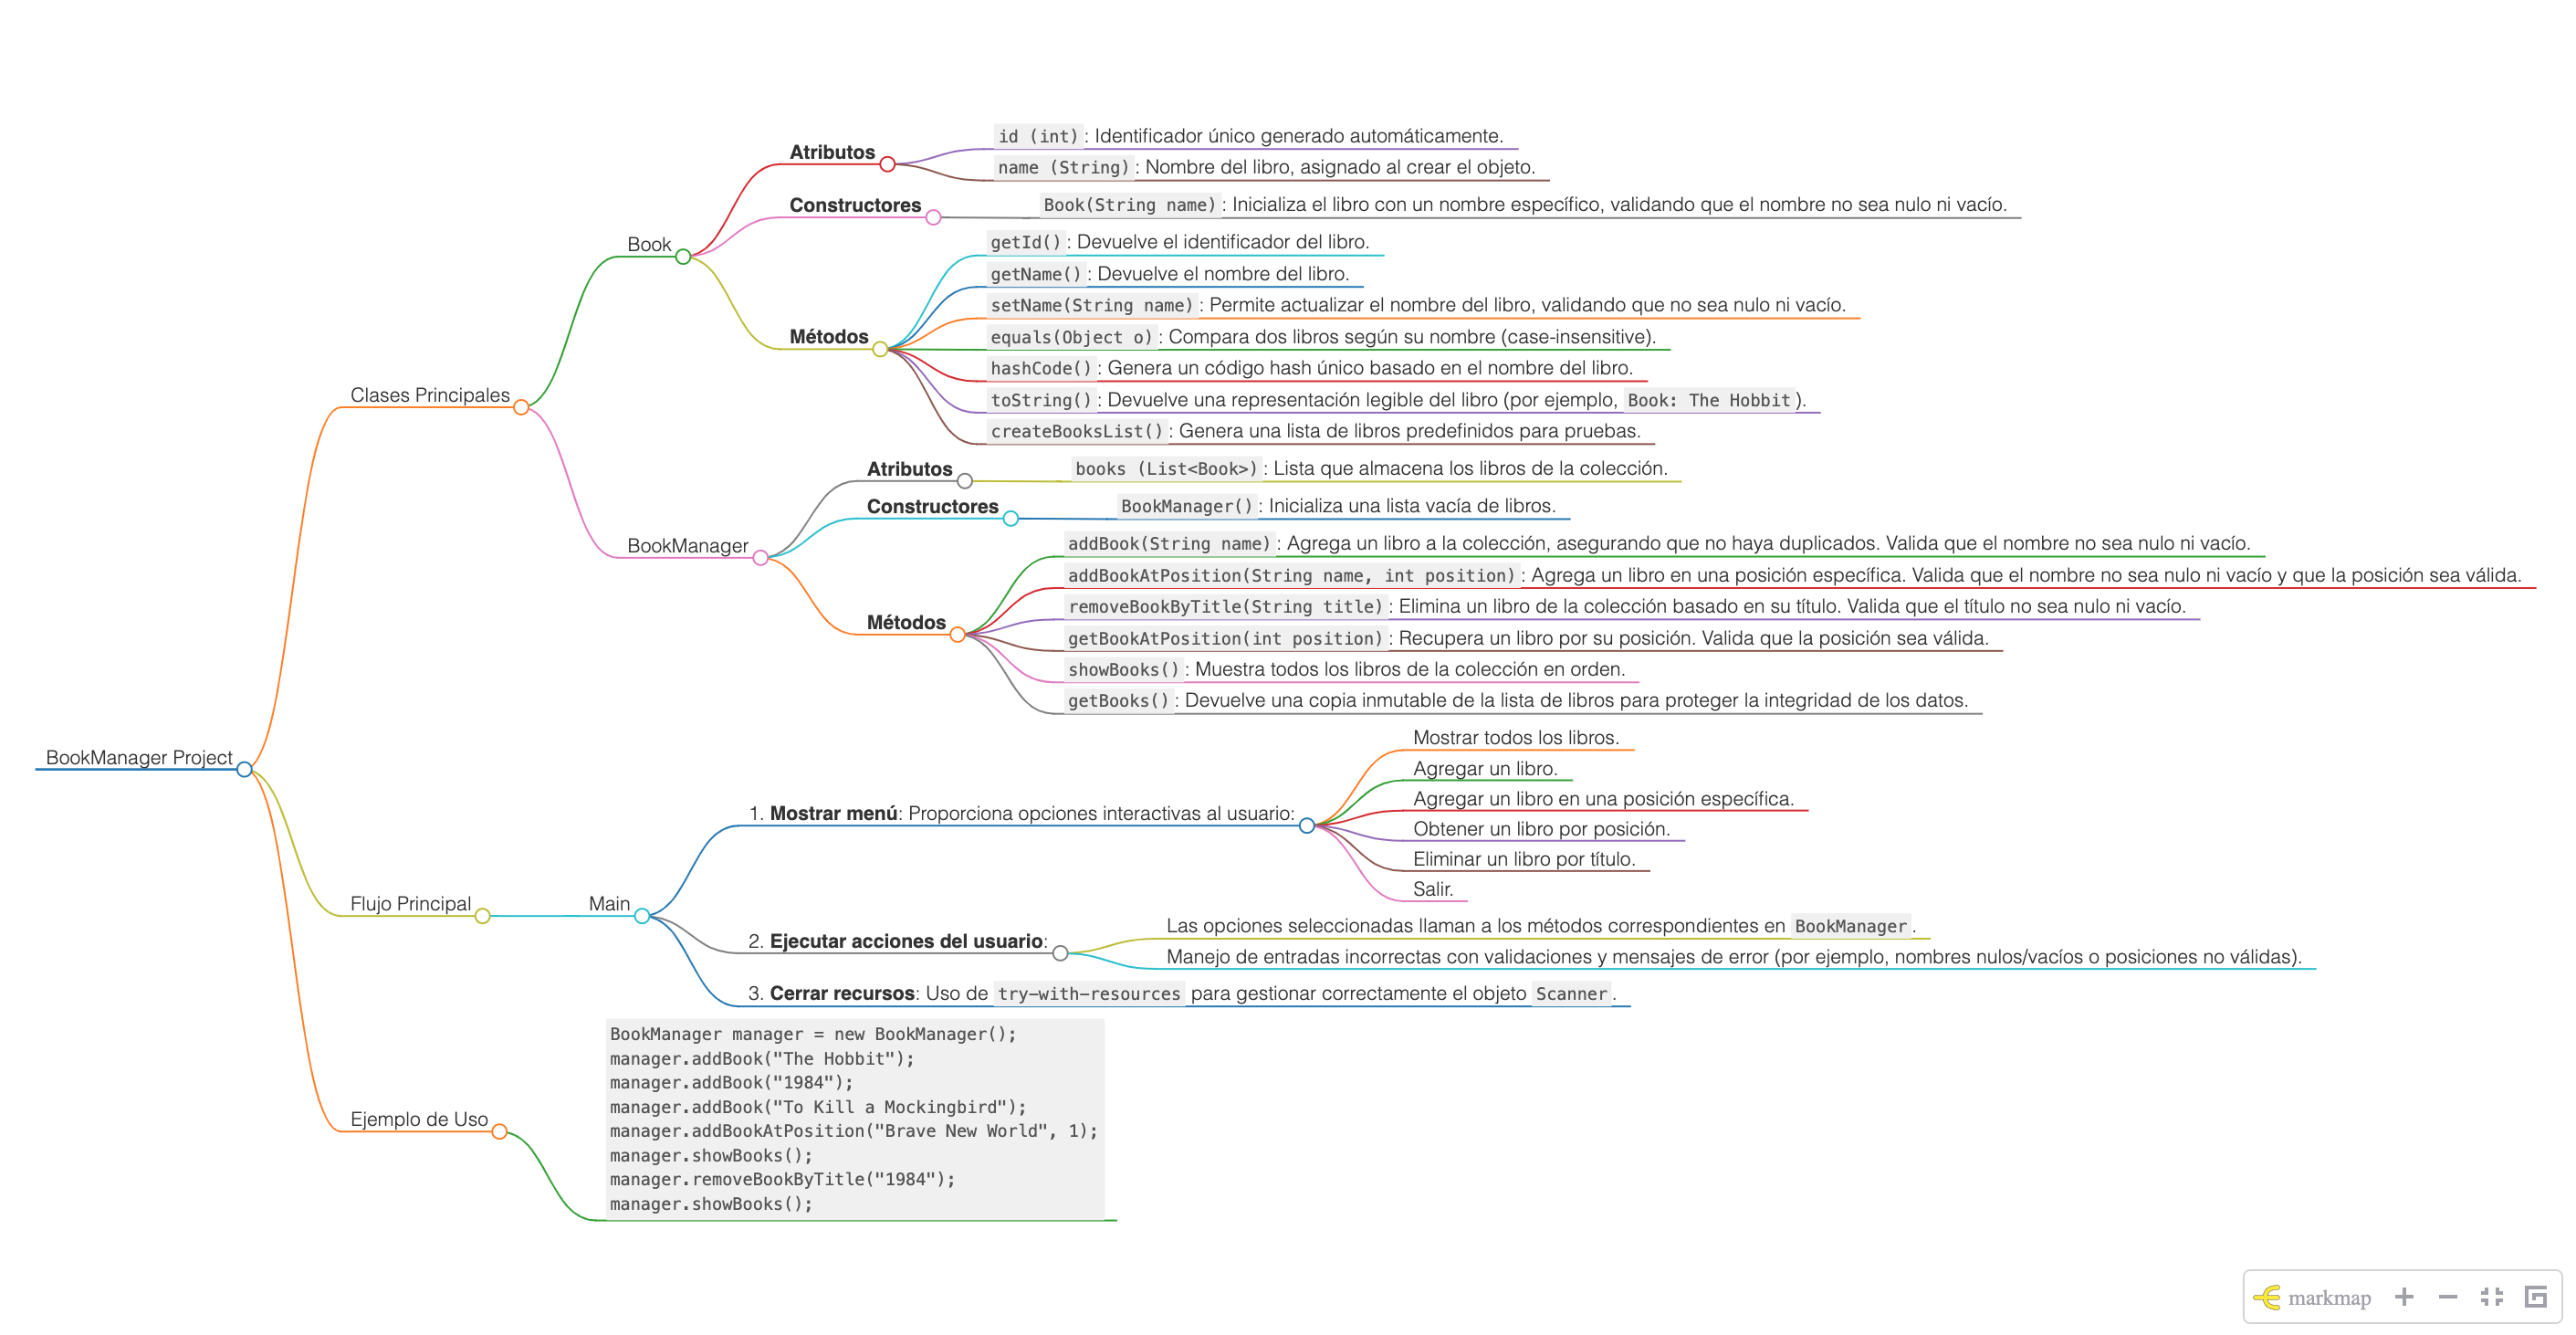 BookManager Project
Clases Principales
Book
Atributos
id (int): Identificador único generado automáticamente.
name (String): Nombre del libro, asignado al crear el objeto.
Constructores
Book(String name): Inicializa el libro con un nombre específico, validando que el nombre no sea nulo ni vacío.
Métodos
getId(): Devuelve el identificador del libro.
getName(): Devuelve el nombre del libro.
setName(String name): Permite actualizar el nombre del libro, validando que no sea nulo ni vacío.
equals(Object o): Compara dos libros según su nombre (case-insensitive).
hashCode(): Genera un código hash único basado en el nombre del libro.
toString(): Devuelve una representación legible del libro (por ejemplo, Book: The Hobbit).
createBooksList(): Genera una lista de libros predefinidos para pruebas.
BookManager
Atributos
books (List<Book>): Lista que almacena los libros de la colección.
Constructores
BookManager(): Inicializa una lista vacía de libros.
Métodos
addBook(String name): Agrega un libro a la colección, asegurando que no haya duplicados. Valida que el nombre no sea nulo ni vacío.
addBookAtPosition(String name, int position): Agrega un libro en una posición específica. Valida que el nombre no sea nulo ni vacío y que la posición sea válida.
removeBookByTitle(String title): Elimina un libro de la colección basado en su título. Valida que el título no sea nulo ni vacío.
getBookAtPosition(int position): Recupera un libro por su posición. Valida que la posición sea válida.
showBooks(): Muestra todos los libros de la colección en orden.
getBooks(): Devuelve una copia inmutable de la lista de libros para proteger la integridad de los datos.
Flujo Principal
Main
1. Mostrar menú: Proporciona opciones interactivas al usuario:
Mostrar todos los libros.
Agregar un libro.
Agregar un libro en una posición específica.
Obtener un libro por posición.
Eliminar un libro por título.
Salir.
2. Ejecutar acciones del usuario:
Las opciones seleccionadas llaman a los métodos correspondientes en BookManager.
Manejo de entradas incorrectas con validaciones y mensajes de error (por ejemplo, nombres nulos/vacíos o posiciones no válidas).
3. Cerrar recursos: Uso de try-with-resources para gestionar correctamente el objeto Scanner.
Ejemplo de Uso
BookManager manager = new BookManager();
manager.addBook("The Hobbit");
manager.addBook("1984");
manager.addBook("To Kill a Mockingbird");
manager.addBookAtPosition("Brave New World", 1);
manager.showBooks();
manager.removeBookByTitle("1984");
manager.showBooks();
markmap